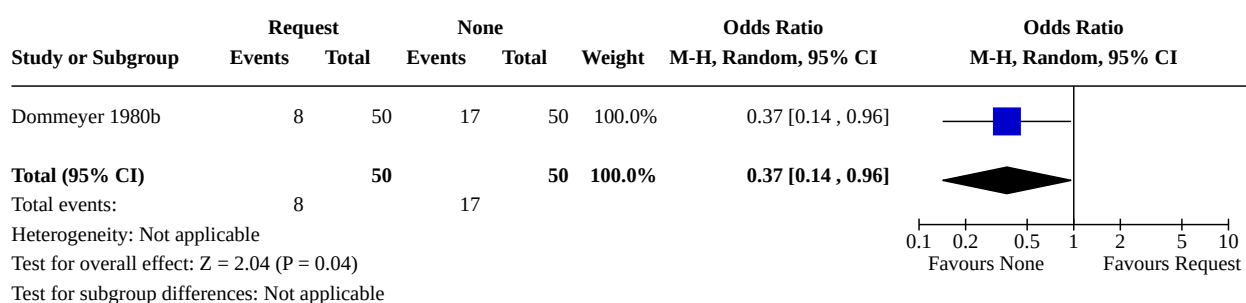 Request None Odds Ratio Odds Ratio
Study or Subgroup Events Total Events Total Weight M-H, Random, 95% CI M-H, Random, 95% CI
Dommeyer 1980b 8 50 17 50 100.0% 0.37 [0.14 , 0.96]
Total (95% CI) 50 50 100.0% 0.37 [0.14 , 0.96]
Total events: 8 17
Heterogeneity: Not applicable 0.1 0.2 0.5 1 2 5 10
Test for overall effect: Z = 2.04 (P = 0.04) Favours None Favours Request
Test for subgroup differences: Not applicable